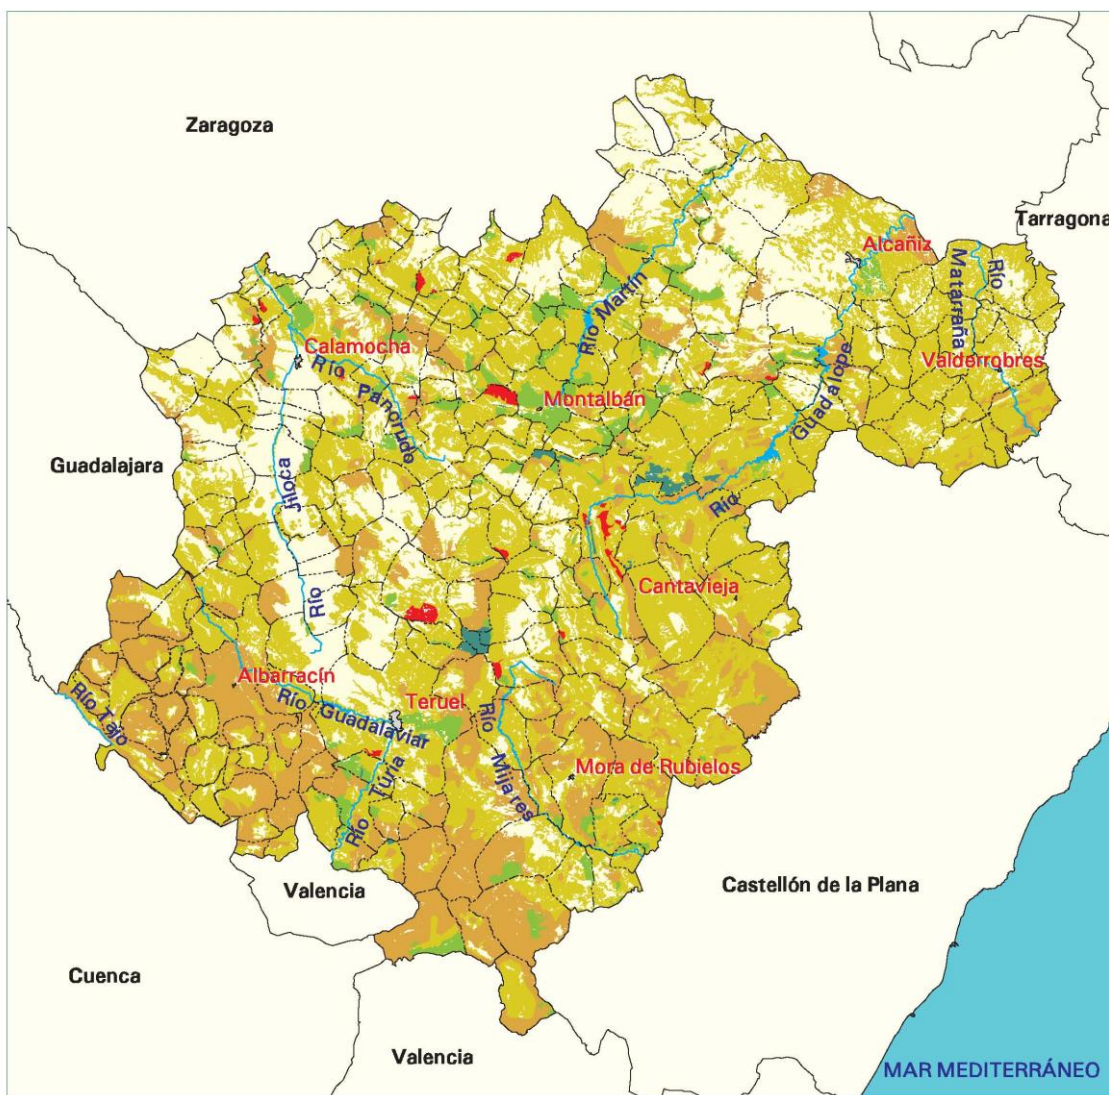 Zaragoza
Tarragona
Alcañiz
Río
Matarraña
Río Martín
Calamocha
Río Pancrudo
Valderrobres
Montalbán
Guadalope
Río
Guadalajara
Jiloca
Río
Cantavieja
Albarracín
Río Guadalaviar
Teruel
Río Tajo
Río
Mijares
Mora de Rubielos
Río Turia
Valencia
Castellón de la Plana
Cuenca
Valencia
MAR MEDITERRÁNEO